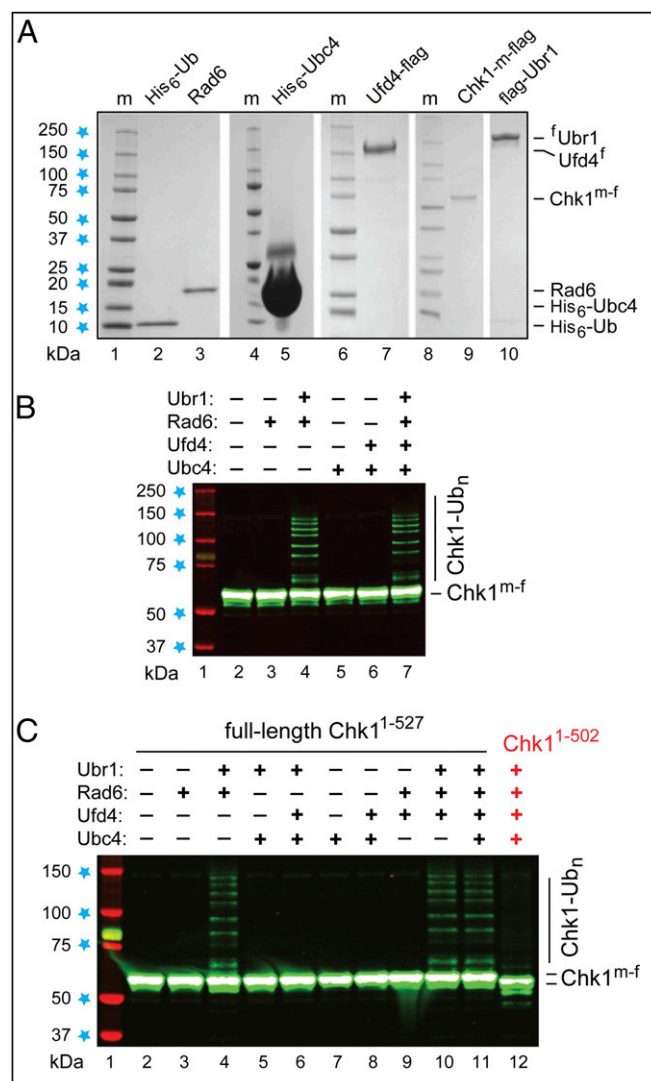 A
m His6-Ub Rad6 m His6-Ubc4 m Ufd4-flag m Chk1-m-flag flag-Ubr1
250
150
100
75
50
37
25
20
15
10
kDa
fUbr1
Ufd4f
Chk1m-f
Rad6
His6-Ubc4
His6-Ub
1 2 3 4 5 6 7 8 9 10
B
Ubr1: – – + – – +
Rad6: – + + – – +
Ufd4: – – – – + +
Ubc4: – – – + + +
250
150
100
75
50
37
kDa
Chk1-Ubn
Chk1m-f
1 2 3 4 5 6 7
C
full-length Chk11-527 Chk11-502
Ubr1: – – + + + – – – + + +
Rad6: – + + – – – – + + + +
Ufd4: – – – – + – + + + + +
Ubc4: – – – + + + + – – + +
150
100
75
50
37
kDa
Chk1-Ubn
Chk1m-f
1 2 3 4 5 6 7 8 9 10 11 12